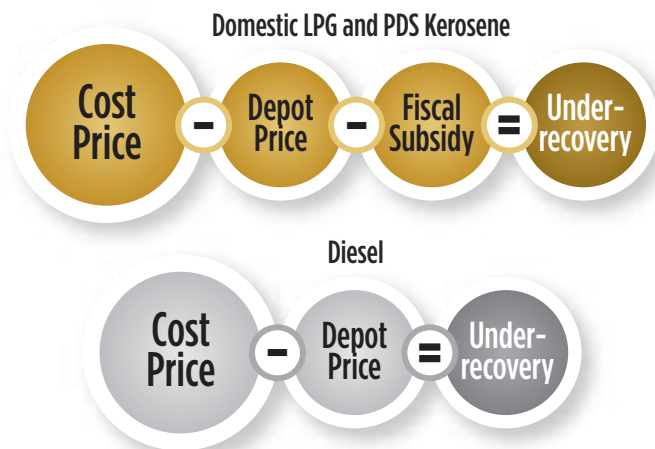 Domestic LPG and PDS Kerosene
Cost
Price
-
Depot
Price
-
Fiscal
Subsidy
=
Under-
recovery
Diesel
Cost
Price
-
Depot
Price
=
Under-
recovery